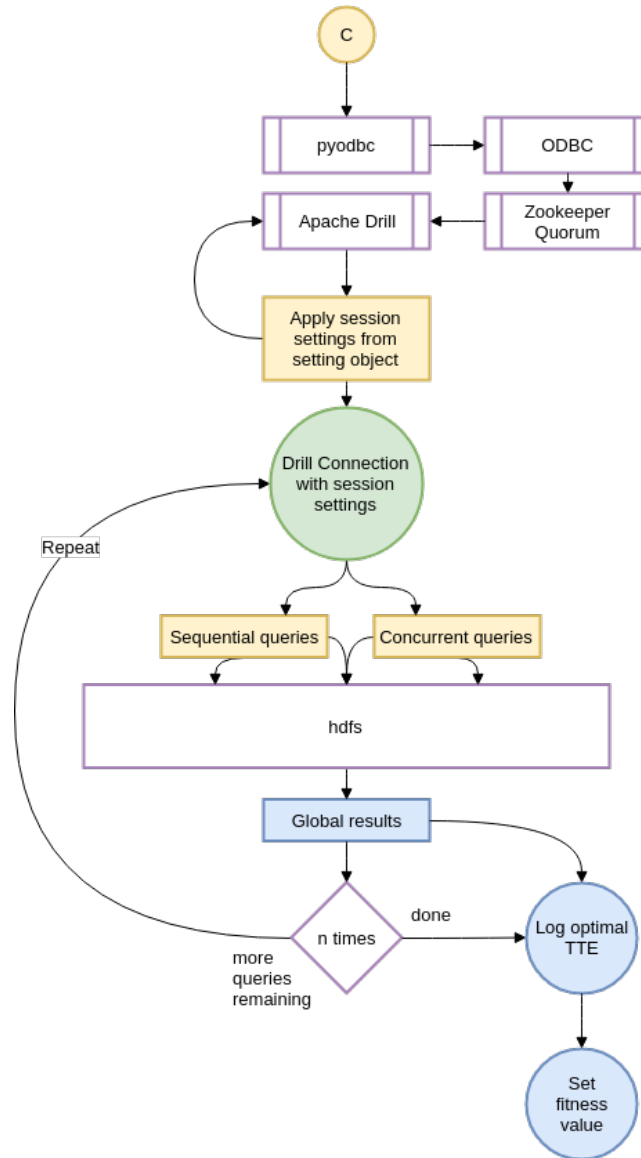 C
pyodbc
ODBC
Apache Drill
Zookeeper
Quorum
Apply session
settings from
setting object
Drill Connection
with session
settings
Repeat
Sequential queries
Concurrent queries
hdfs
Global results
n times
done
more
queries
remaining
Log optimal
TTE
Set
fitness
value